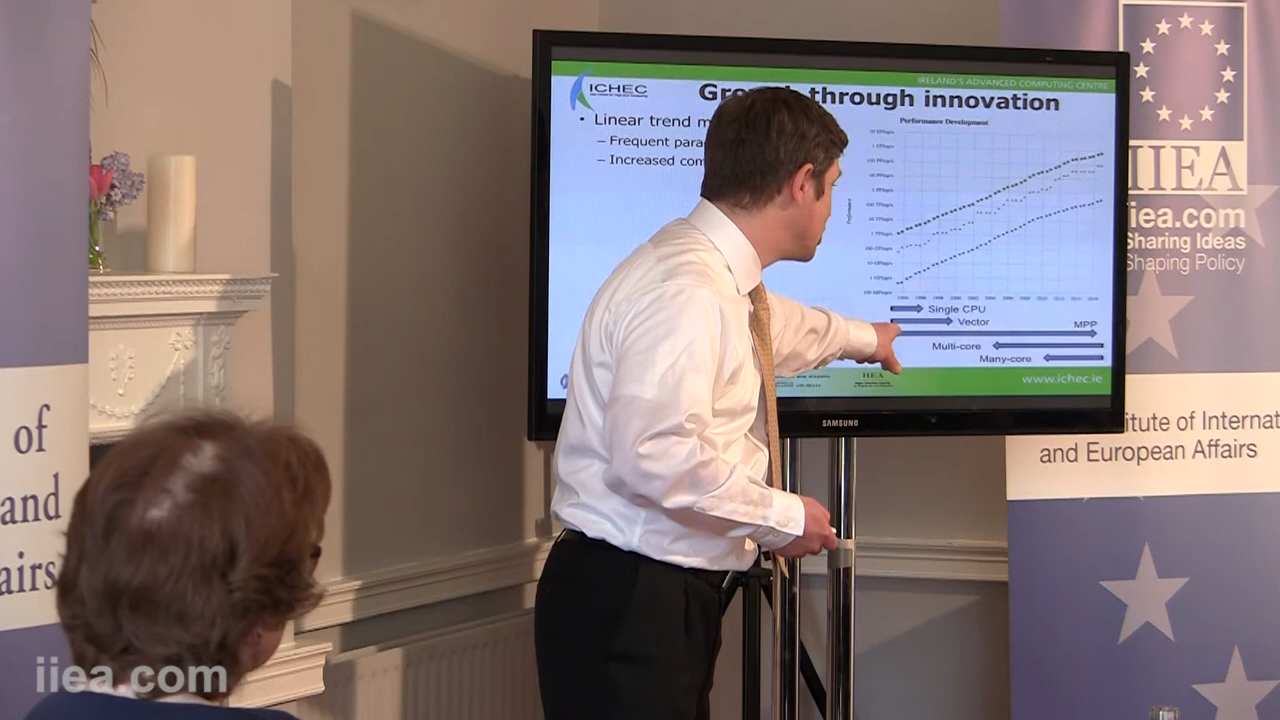 IRELAND'S ADVANCED COMPUTING CENTRE
ICHEC
Growth through innovation
• Linear trend m
– Frequent para
– Increased com
Performance Development
Performance
Single CPU
Vector
MPP
Multi-core
Many-core
www.ichec.ie
SAMSUNG
IIEA
iiea.com
Sharing Ideas
Shaping Policy
itute of Internat
and European Affairs
of
and
airs
iiea.com